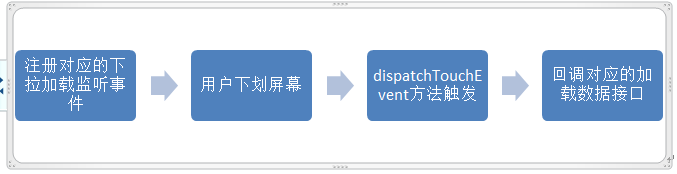 注册对应的下
拉加载监听事
件
用户下划屏幕
dispatchTouchE
vent方法触发
回调对应的加
载数据接口